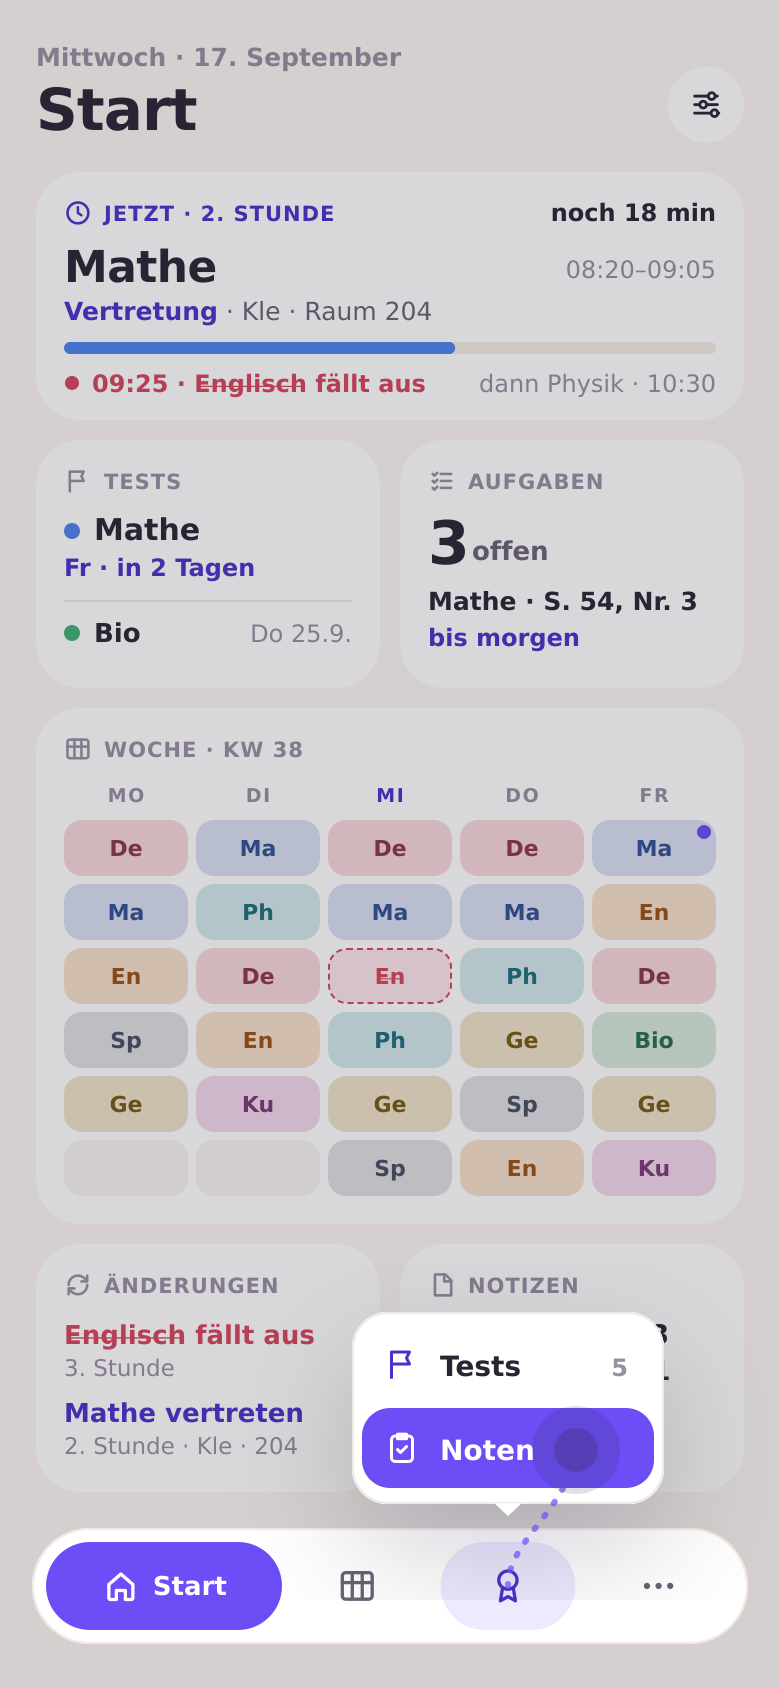 Mittwoch · 17. September
Start
JETZT · 2. STUNDE noch 18 min
Mathe 08:20–09:05
Vertretung · Kle · Raum 204
09:25 · Englisch fällt aus dann Physik · 10:30
TESTS
Mathe
Fr · in 2 Tagen
Bio Do 25.9.
AUFGABEN
3 offen
Mathe · S. 54, Nr. 3
bis morgen
WOCHE · KW 38
MO DI MI DO FR
De Ma De De Ma
Ma Ph Ma Ma En
En De En Ph De
Sp En Ph Ge Bio
Ge Ku Ge Sp Ge
Sp En Ku
ÄNDERUNGEN
Englisch fällt aus
3. Stunde
Mathe vertreten
2. Stunde · Kle · 204
NOTIZEN
Tests 5
Noten
Start